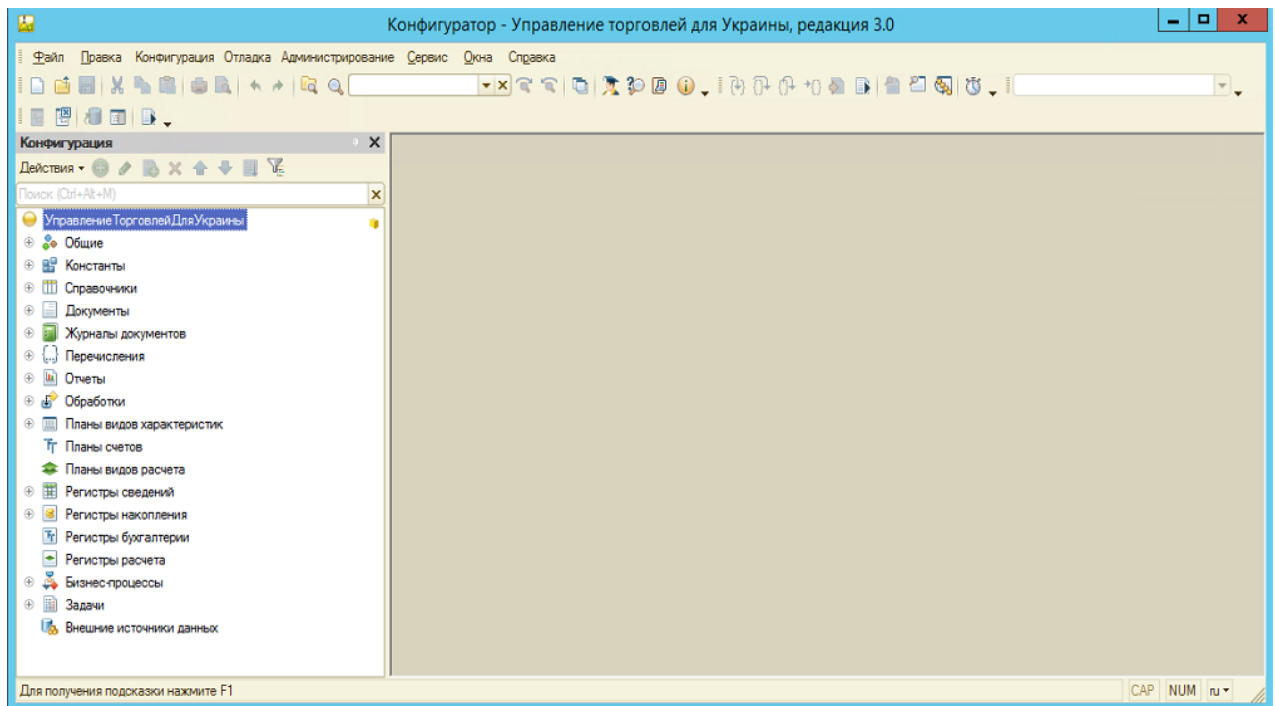 Конфигуратор - Управление торговлей для Украины, редакция 3.0
Файл Правка Конфигурация Отладка Администрирование Сервис Окна Справка
Конфигурация
Действия
Поиск (Ctrl+Alt+M)
УправлениеТорговлейДляУкраины
Общие
Константы
Справочники
Документы
Журналы документов
Перечисления
Отчеты
Обработки
Планы видов характеристик
Планы счетов
Планы видов расчета
Регистры сведений
Регистры накопления
Регистры бухгалтерии
Регистры расчета
Бизнес-процессы
Задачи
Внешние источники данных
Для получения подсказки нажмите F1 CAP NUM ru